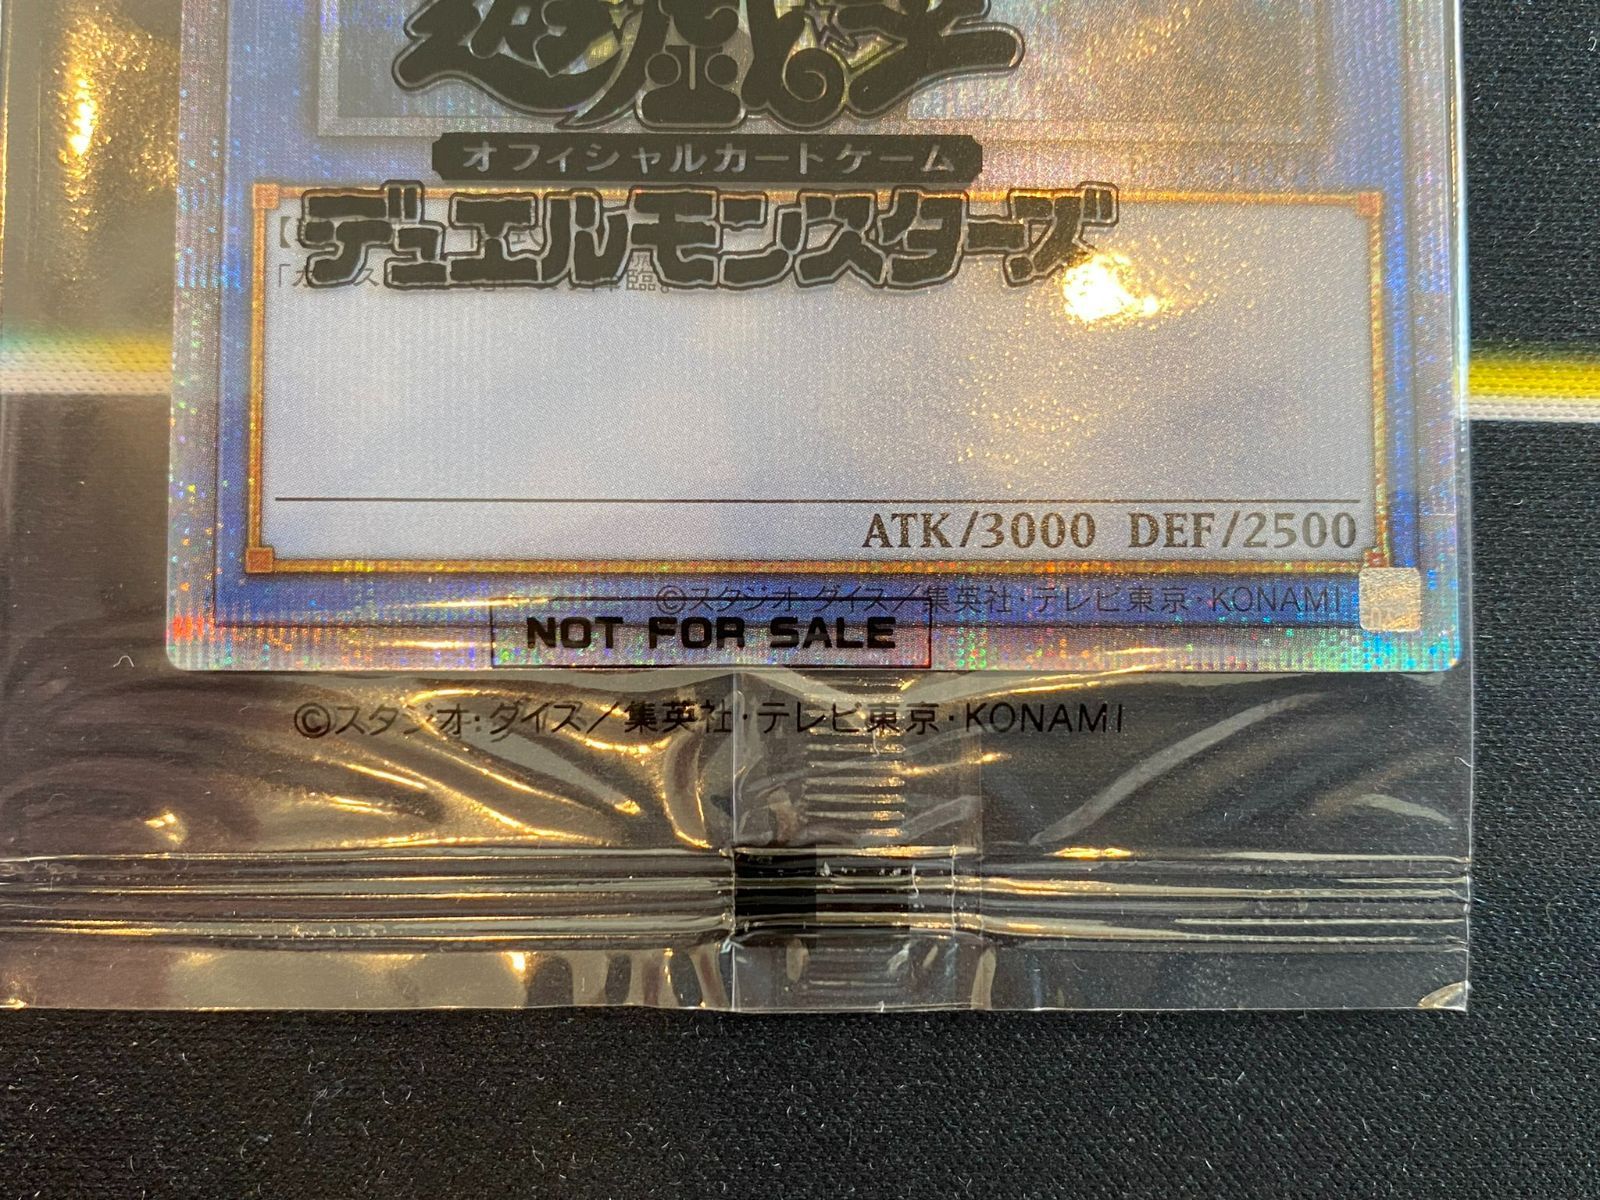 遊戯王
オフィシャルカードゲーム
デュエルモンスターズ
ATK/3000 DEF/2500
©スタジオ・ダイス／集英社・テレビ東京・KONAMI
NOT FOR SALE
©スタジオ・ダイス／集英社・テレビ東京・KONAMI